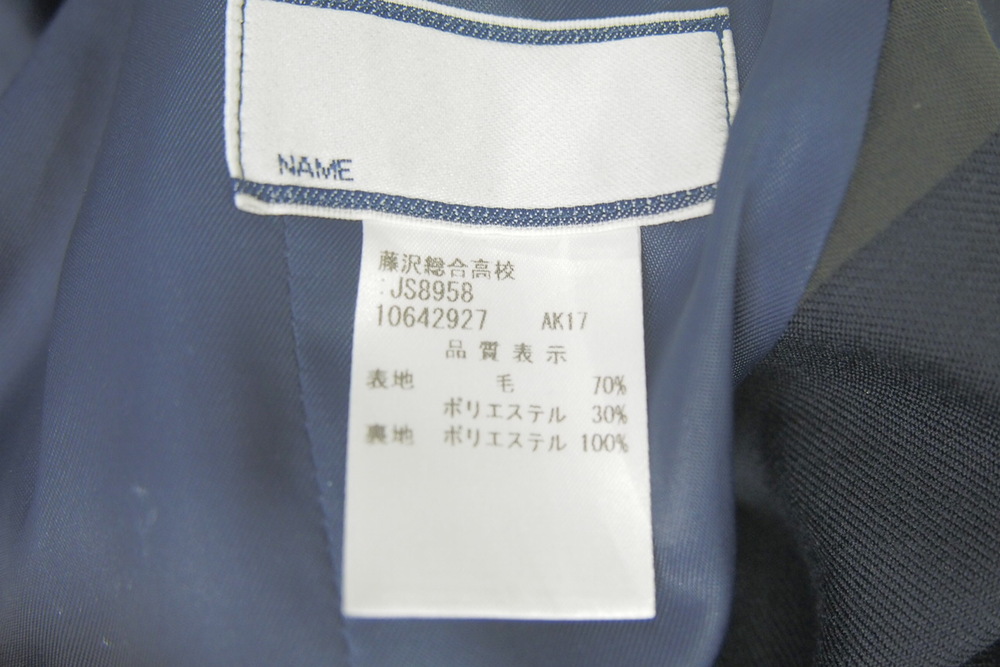 NAME
藤沢総合高校
:JS8958
10642927 AK17
品質表示
表地 毛 70%
ポリエステル 30%
裏地 ポリエステル 100%